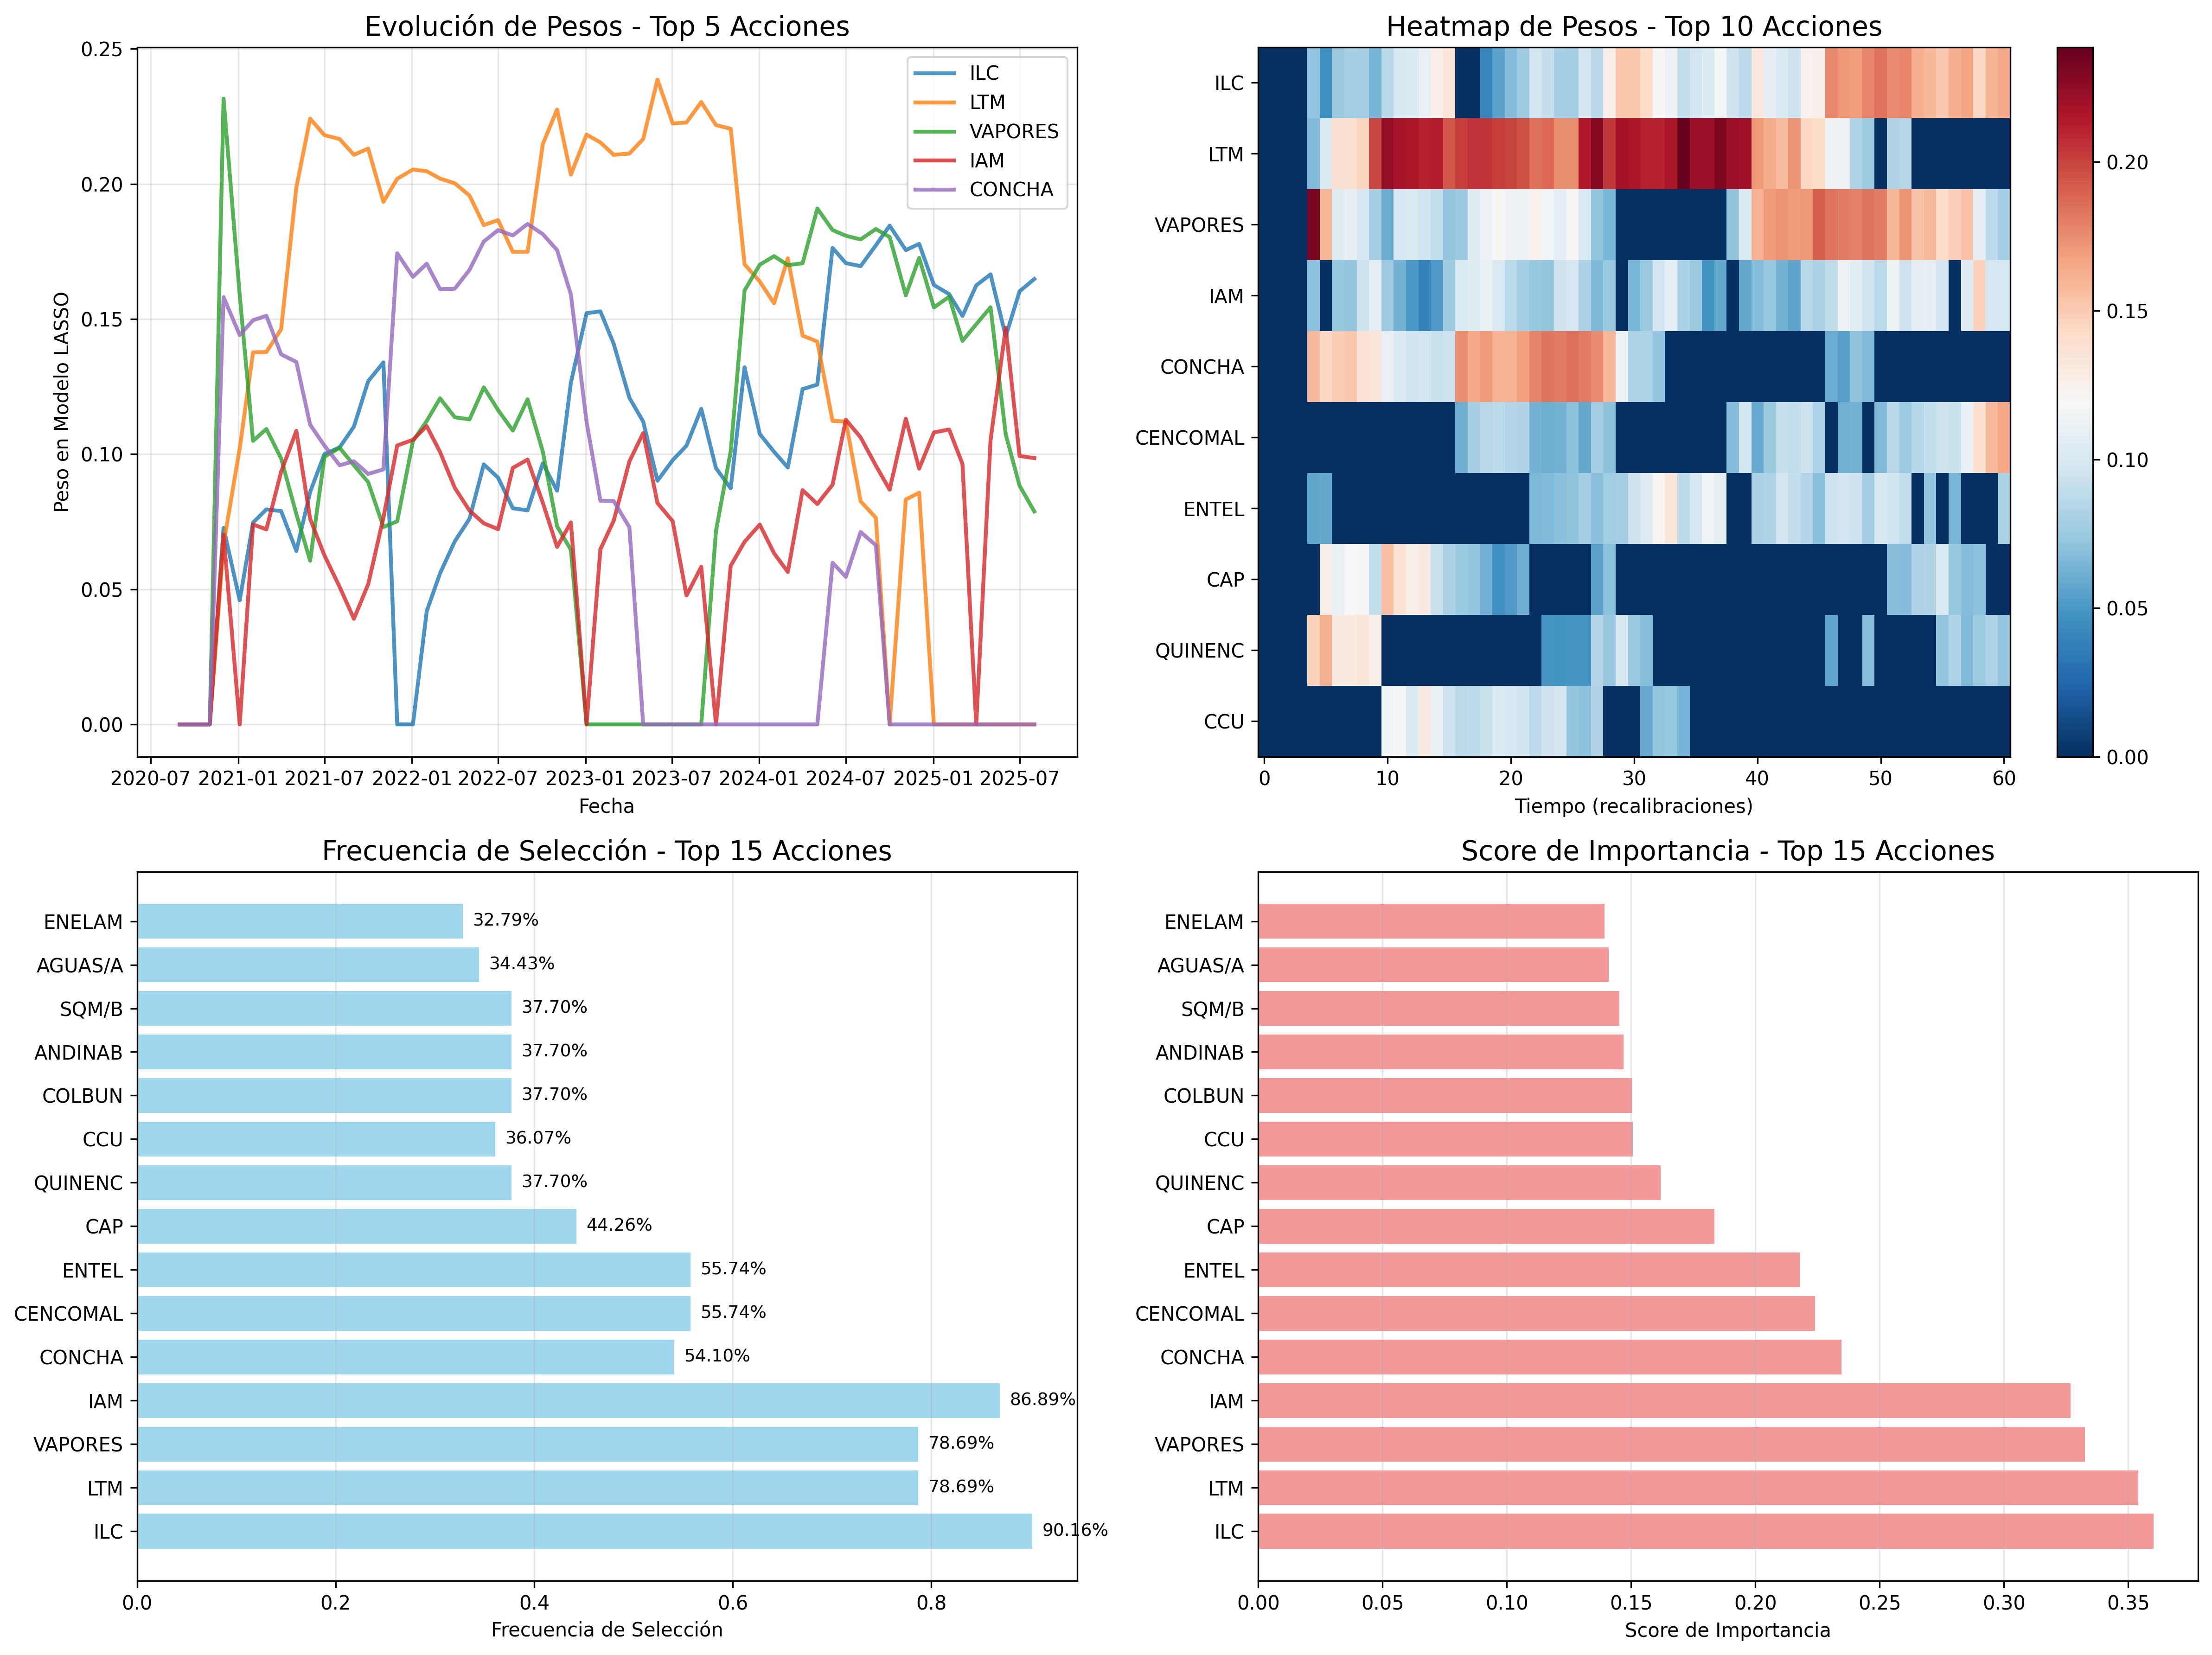 Evolución de Pesos - Top 5 Acciones
0.25
0.20
0.15
0.10
0.05
0.00
Peso en Modelo LASSO
ILC
LTM
VAPORES
IAM
CONCHA
2020-07 2021-01 2021-07 2022-01 2022-07 2023-01 2023-07 2024-01 2024-07 2025-01 2025-07
Fecha
Heatmap de Pesos - Top 10 Acciones
ILC
LTM
VAPORES
IAM
CONCHA
CENCOMAL
ENTEL
CAP
QUINENC
CCU
0 10 20 30 40 50 60
Tiempo (recalibraciones)
0.20
0.15
0.10
0.05
0.00
Frecuencia de Selección - Top 15 Acciones
ENELAM 32.79%
AGUAS/A 34.43%
SQM/B 37.70%
ANDINAB 37.70%
COLBUN 37.70%
CCU 36.07%
QUINENC 37.70%
CAP 44.26%
ENTEL 55.74%
CENCOMAL 55.74%
CONCHA 54.10%
IAM 86.89%
VAPORES 78.69%
LTM 78.69%
ILC 90.16%
0.0 0.2 0.4 0.6 0.8
Frecuencia de Selección
Score de Importancia - Top 15 Acciones
ENELAM
AGUAS/A
SQM/B
ANDINAB
COLBUN
CCU
QUINENC
CAP
ENTEL
CENCOMAL
CONCHA
IAM
VAPORES
LTM
ILC
0.00 0.05 0.10 0.15 0.20 0.25 0.30 0.35
Score de Importancia